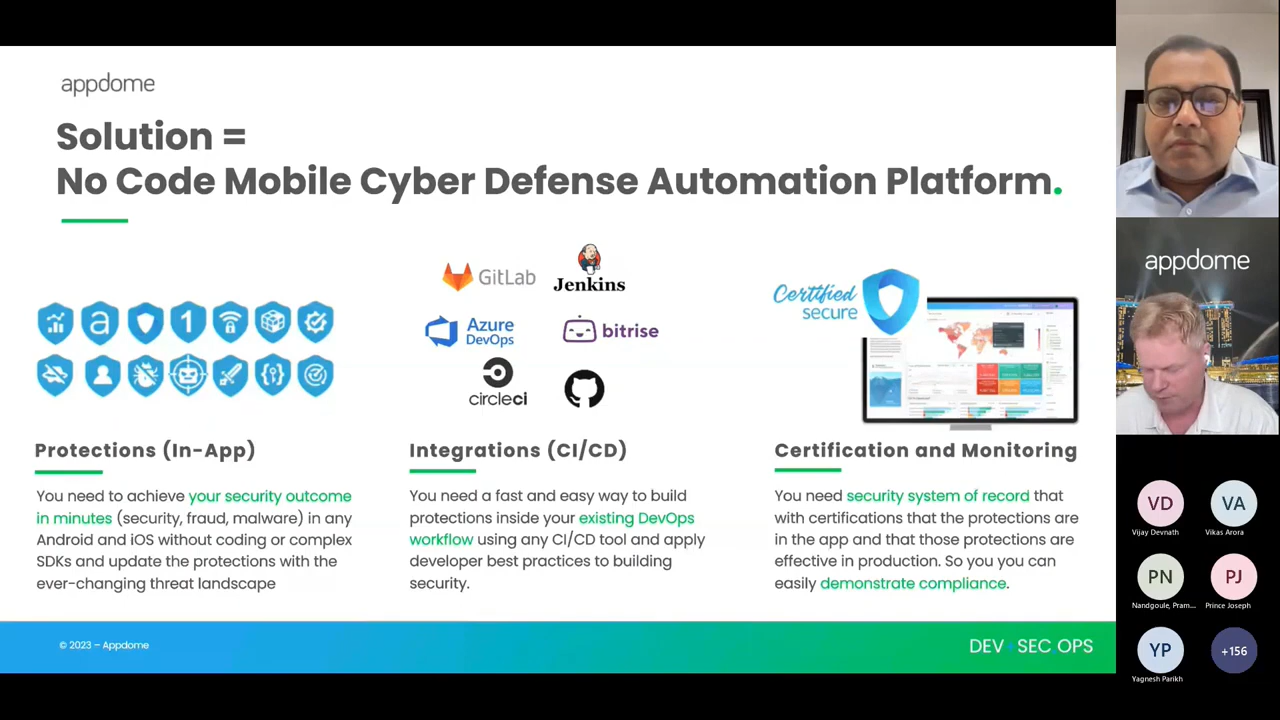 appdome
Solution =
No Code Mobile Cyber Defense Automation Platform.
a
1
GitLab
Jenkins
Azure
DevOps
bitrise
circleci
Certified
secure
Protections (In-App)
You need to achieve your security outcome
in minutes (security, fraud, malware) in any
Android and iOS without coding or complex
SDKs and update the protections with the
ever-changing threat landscape
Integrations (CI/CD)
You need a fast and easy way to build
protections inside your existing DevOps
workflow using any CI/CD tool and apply
developer best practices to building
security.
Certification and Monitoring
You need security system of record that
with certifications that the protections are
in the app and that those protections are
effective in production. So you you can
easily demonstrate compliance.
© 2023 – Appdome
DEV SEC OPS
appdome
VD
Vijay Devnath
VA
Vikas Arora
PN
Nandgoule, Pram...
PJ
Prince Joseph
YP
Yagnesh Parikh
+156